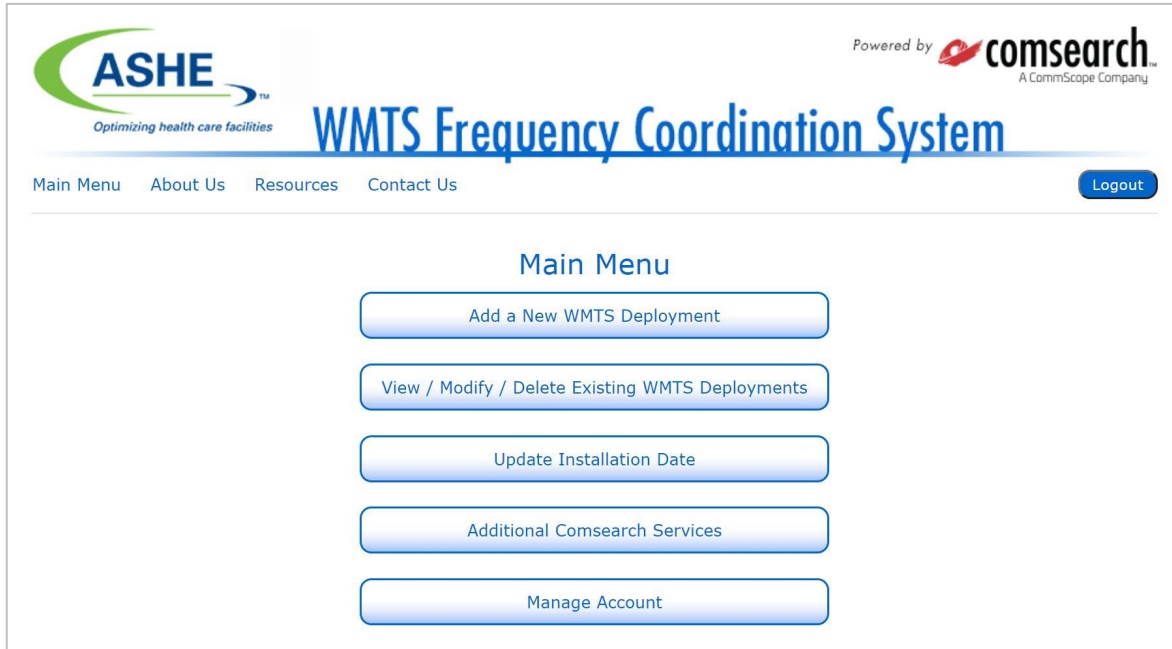 ASHE TM
Optimizing health care facilities
Powered by comsearch TM
A CommScope Company
WMTS Frequency Coordination System
Main Menu About Us Resources Contact Us Logout
Main Menu
Add a New WMTS Deployment
View / Modify / Delete Existing WMTS Deployments
Update Installation Date
Additional Comsearch Services
Manage Account